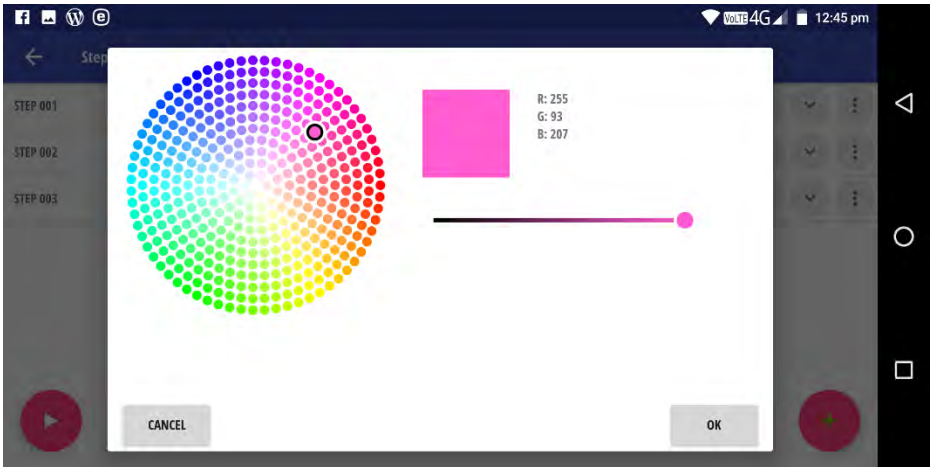 VoLTE 4G 12:45 pm
Step
STEP 001
STEP 002
STEP 003
R: 255
G: 93
B: 207
CANCEL
OK